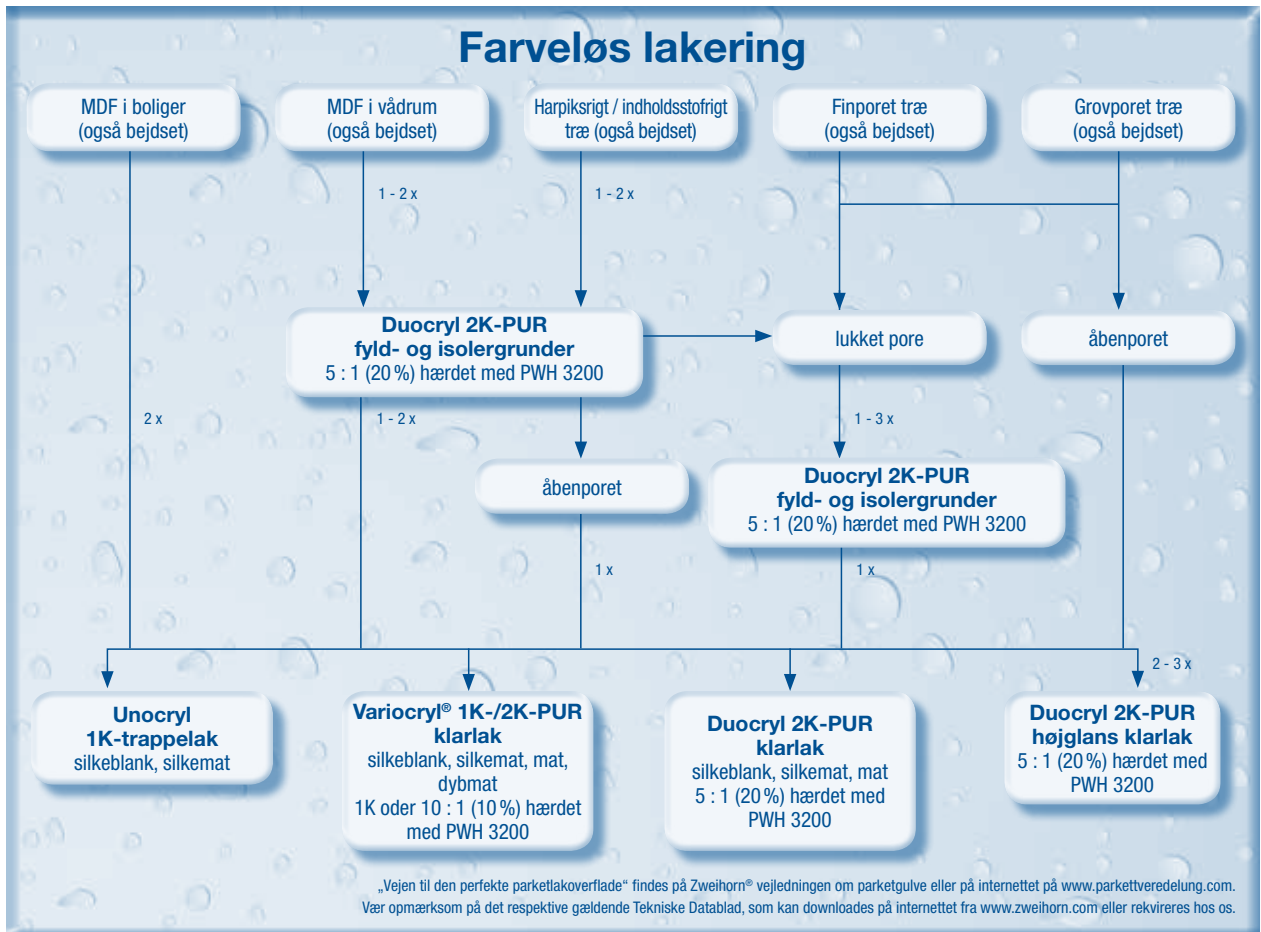 Farveløs lakering
MDF i boliger
(også bejdset)
MDF i vådrum
(også bejdset)
Harpiksrigt / indholdsstofrigt
træ (også bejdset)
Finporet træ
(også bejdset)
Grovporet træ
(også bejdset)
1 - 2 x
1 - 2 x
Duocryl 2K-PUR
fyld- og isolergrunder
5 : 1 (20 %) hærdet med PWH 3200
lukket pore
åbenporet
2 x
1 - 2 x
1 - 3 x
åbenporet
Duocryl 2K-PUR
fyld- og isolergrunder
5 : 1 (20 %) hærdet med PWH 3200
1 x
1 x
2 - 3 x
Unocryl
1K-trappelak
silkeblank, silkemat
Variocryl® 1K-/2K-PUR
klarlak
silkeblank, silkemat, mat,
dybmat
1K oder 10 : 1 (10 %) hærdet
med PWH 3200
Duocryl 2K-PUR
klarlak
silkeblank, silkemat, mat
5 : 1 (20 %) hærdet med
PWH 3200
Duocryl 2K-PUR
højglans klarlak
5 : 1 (20 %) hærdet med
PWH 3200
„Vejen til den perfekte parketlakoverflade“ findes på Zweihorn® vejledningen om parketgulve eller på internettet på www.parkettveredelung.com.
Vær opmærksom på det respektive gældende Tekniske Datablad, som kan downloades på internettet fra www.zweihorn.com eller rekvireres hos os.